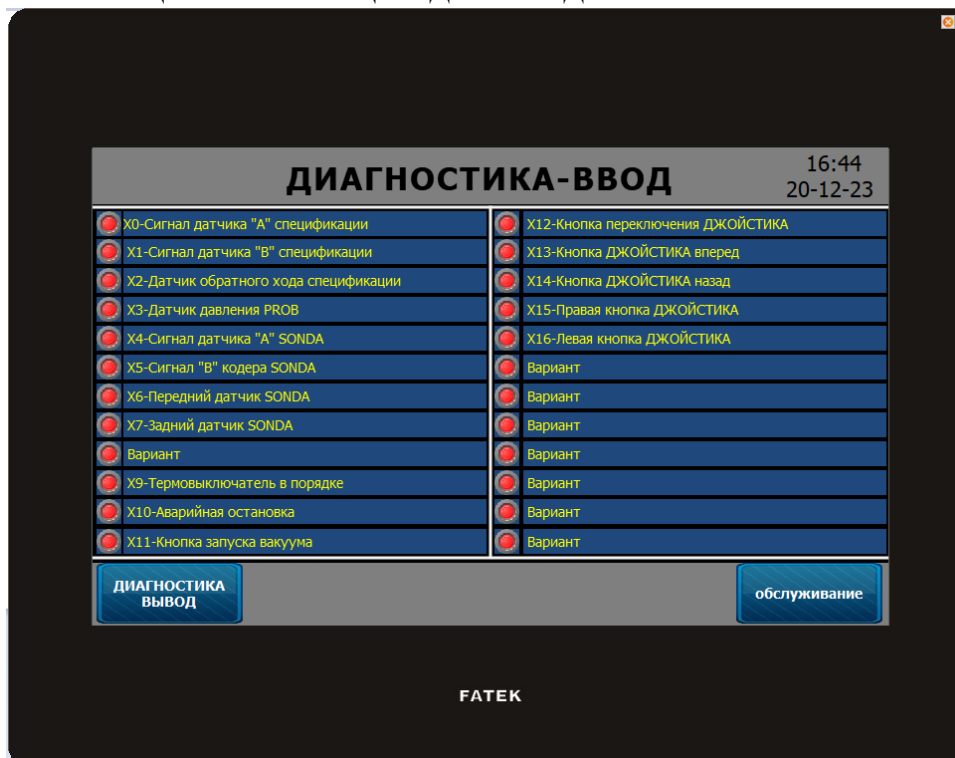 ДИАГНОСТИКА-ВВОД
16:44
20-12-23
X0-Сигнал датчика "A" спецификации
X1-Сигнал датчика "B" спецификации
X2-Датчик обратного хода спецификации
X3-Датчик давления PROB
X4-Сигнал датчика "A" SONDA
X5-Сигнал "B" кодера SONDA
X6-Передний датчик SONDA
X7-Задний датчик SONDA
Вариант
X9-Термовыключатель в порядке
X10-Аварийная остановка
X11-Кнопка запуска вакуума
X12-Кнопка переключения ДЖОЙСТИКА
X13-Кнопка ДЖОЙСТИКА вперед
X14-Кнопка ДЖОЙСТИКА назад
X15-Правая кнопка ДЖОЙСТИКА
X16-Левая кнопка ДЖОЙСТИКА
Вариант
Вариант
Вариант
Вариант
Вариант
Вариант
Вариант
ДИАГНОСТИКА
ВЫВОД
обслуживание
FATEK